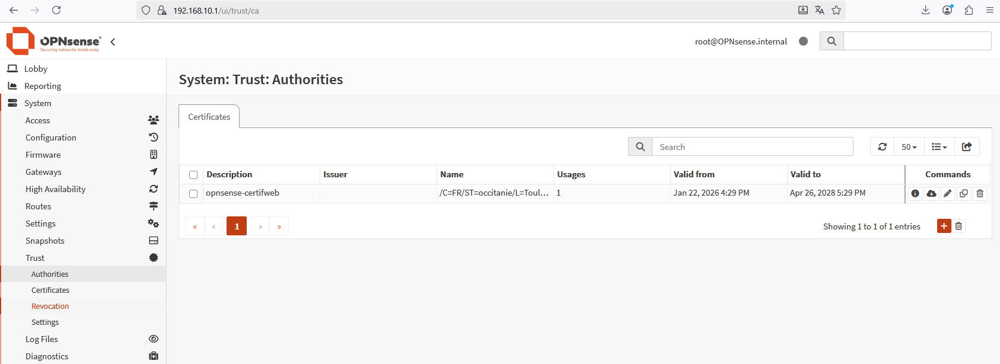 192.168.10.1/ui/trust/ca
OPNsense®
Securing networks made easy
root@OPNsense.internal
Lobby
Reporting
System
Access
Configuration
Firmware
Gateways
High Availability
Routes
Settings
Snapshots
Trust
Authorities
Certificates
Revocation
Settings
Log Files
Diagnostics
System: Trust: Authorities
Certificates
Search
50
Description Issuer Name Usages Valid from Valid to Commands
opnsense-certifweb /C=FR/ST=occitanie/L=Toul... 1 Jan 22, 2026 4:29 PM Apr 26, 2028 5:29 PM
« ‹ 1 › » Showing 1 to 1 of 1 entries